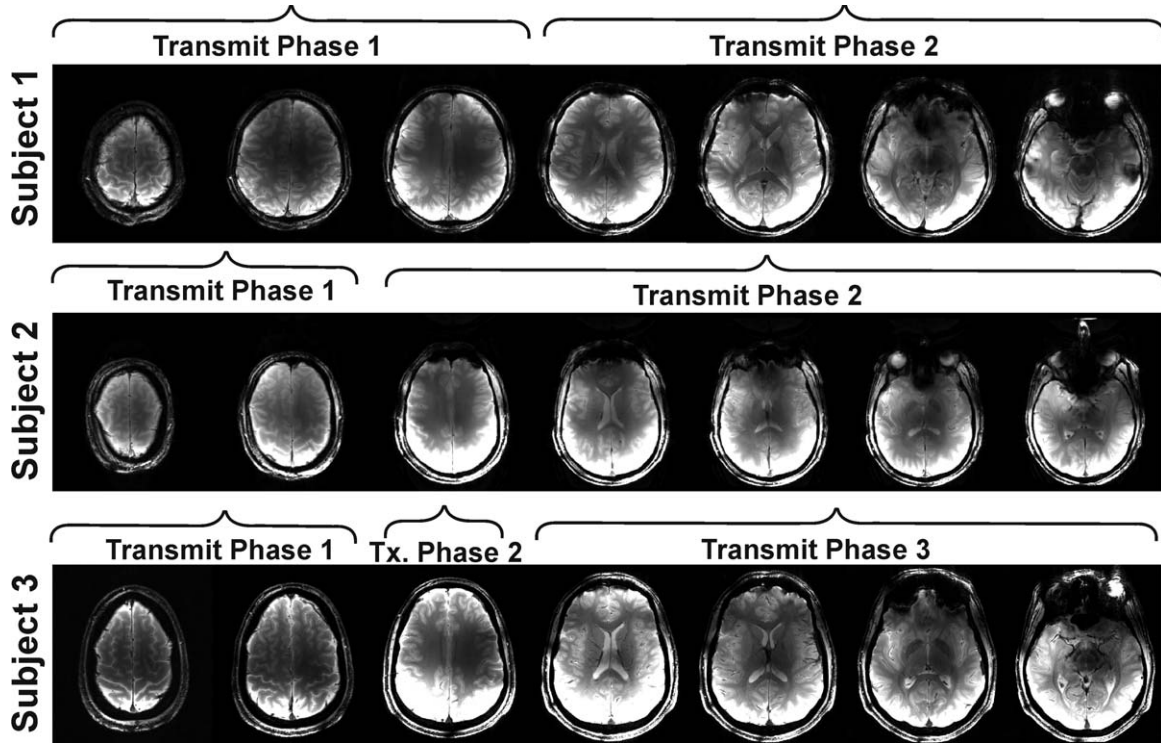 Transmit Phase 1
Transmit Phase 2
Subject 1
Transmit Phase 1
Transmit Phase 2
Subject 2
Transmit Phase 1
Tx. Phase 2
Transmit Phase 3
Subject 3